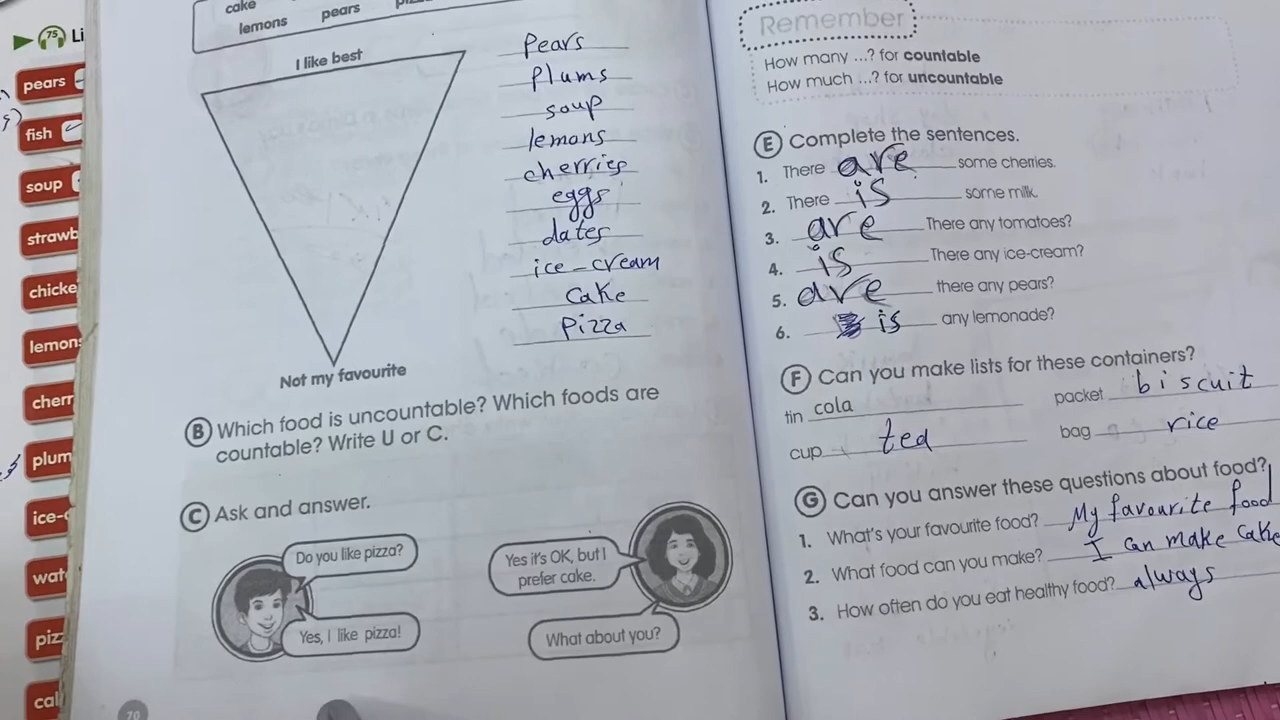 75 Li
pears
fish
soup
strawb
chicke
lemon
cherr
plum
ice-c
wat
piz
cak
cake
lemons pears
I like best
Not my favourite
Pears
Plums
soup
lemans
cherries
eggs
dates
ice-cream
Cake
Pizza
B Which food is uncountable? Which foods are
countable? Write U or C.
C Ask and answer.
Do you like pizza?
Yes, I like pizza!
Yes it's OK, but I
prefer cake.
What about you?
70
Remember
How many ...? for countable
How much ...? for uncountable
E Complete the sentences.
1. There are some cherries.
2. There is some milk.
3. are There any tomatoes?
4. is There any ice-cream?
5. are there any pears?
6. is any lemonade?
F Can you make lists for these containers?
tin cola packet biscuit
cup tea bag rice
G Can you answer these questions about food?
1. What's your favourite food? My favourite food
2. What food can you make? I can make cake
3. How often do you eat healthy food? always